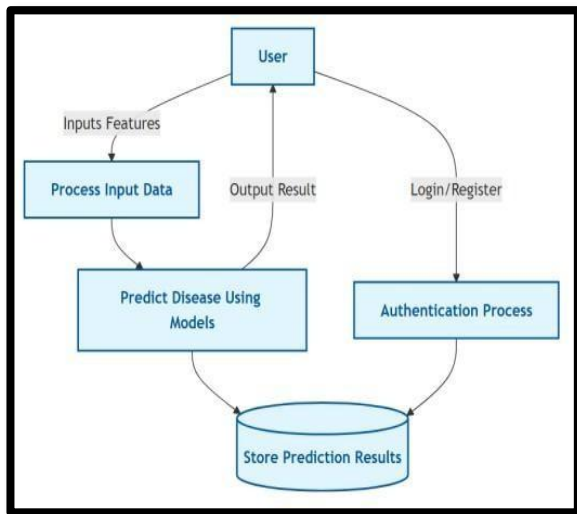 User
Inputs Features
Process Input Data
Output Result
Login/Register
Predict Disease Using
Models
Authentication Process
Store Prediction Results